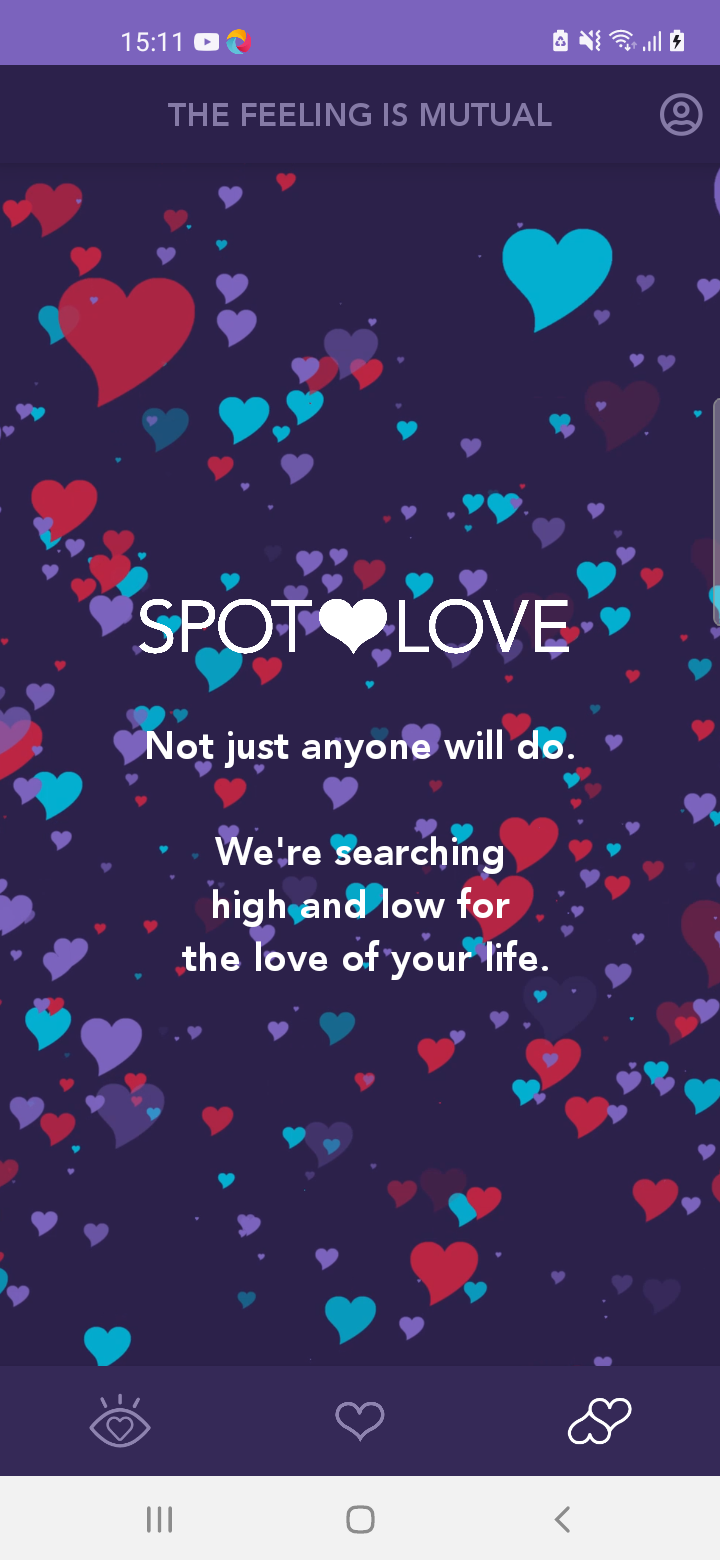 15:11
THE FEELING IS MUTUAL
SPOT LOVE
Not just anyone will do.
We're searching
high and low for
the love of your life.